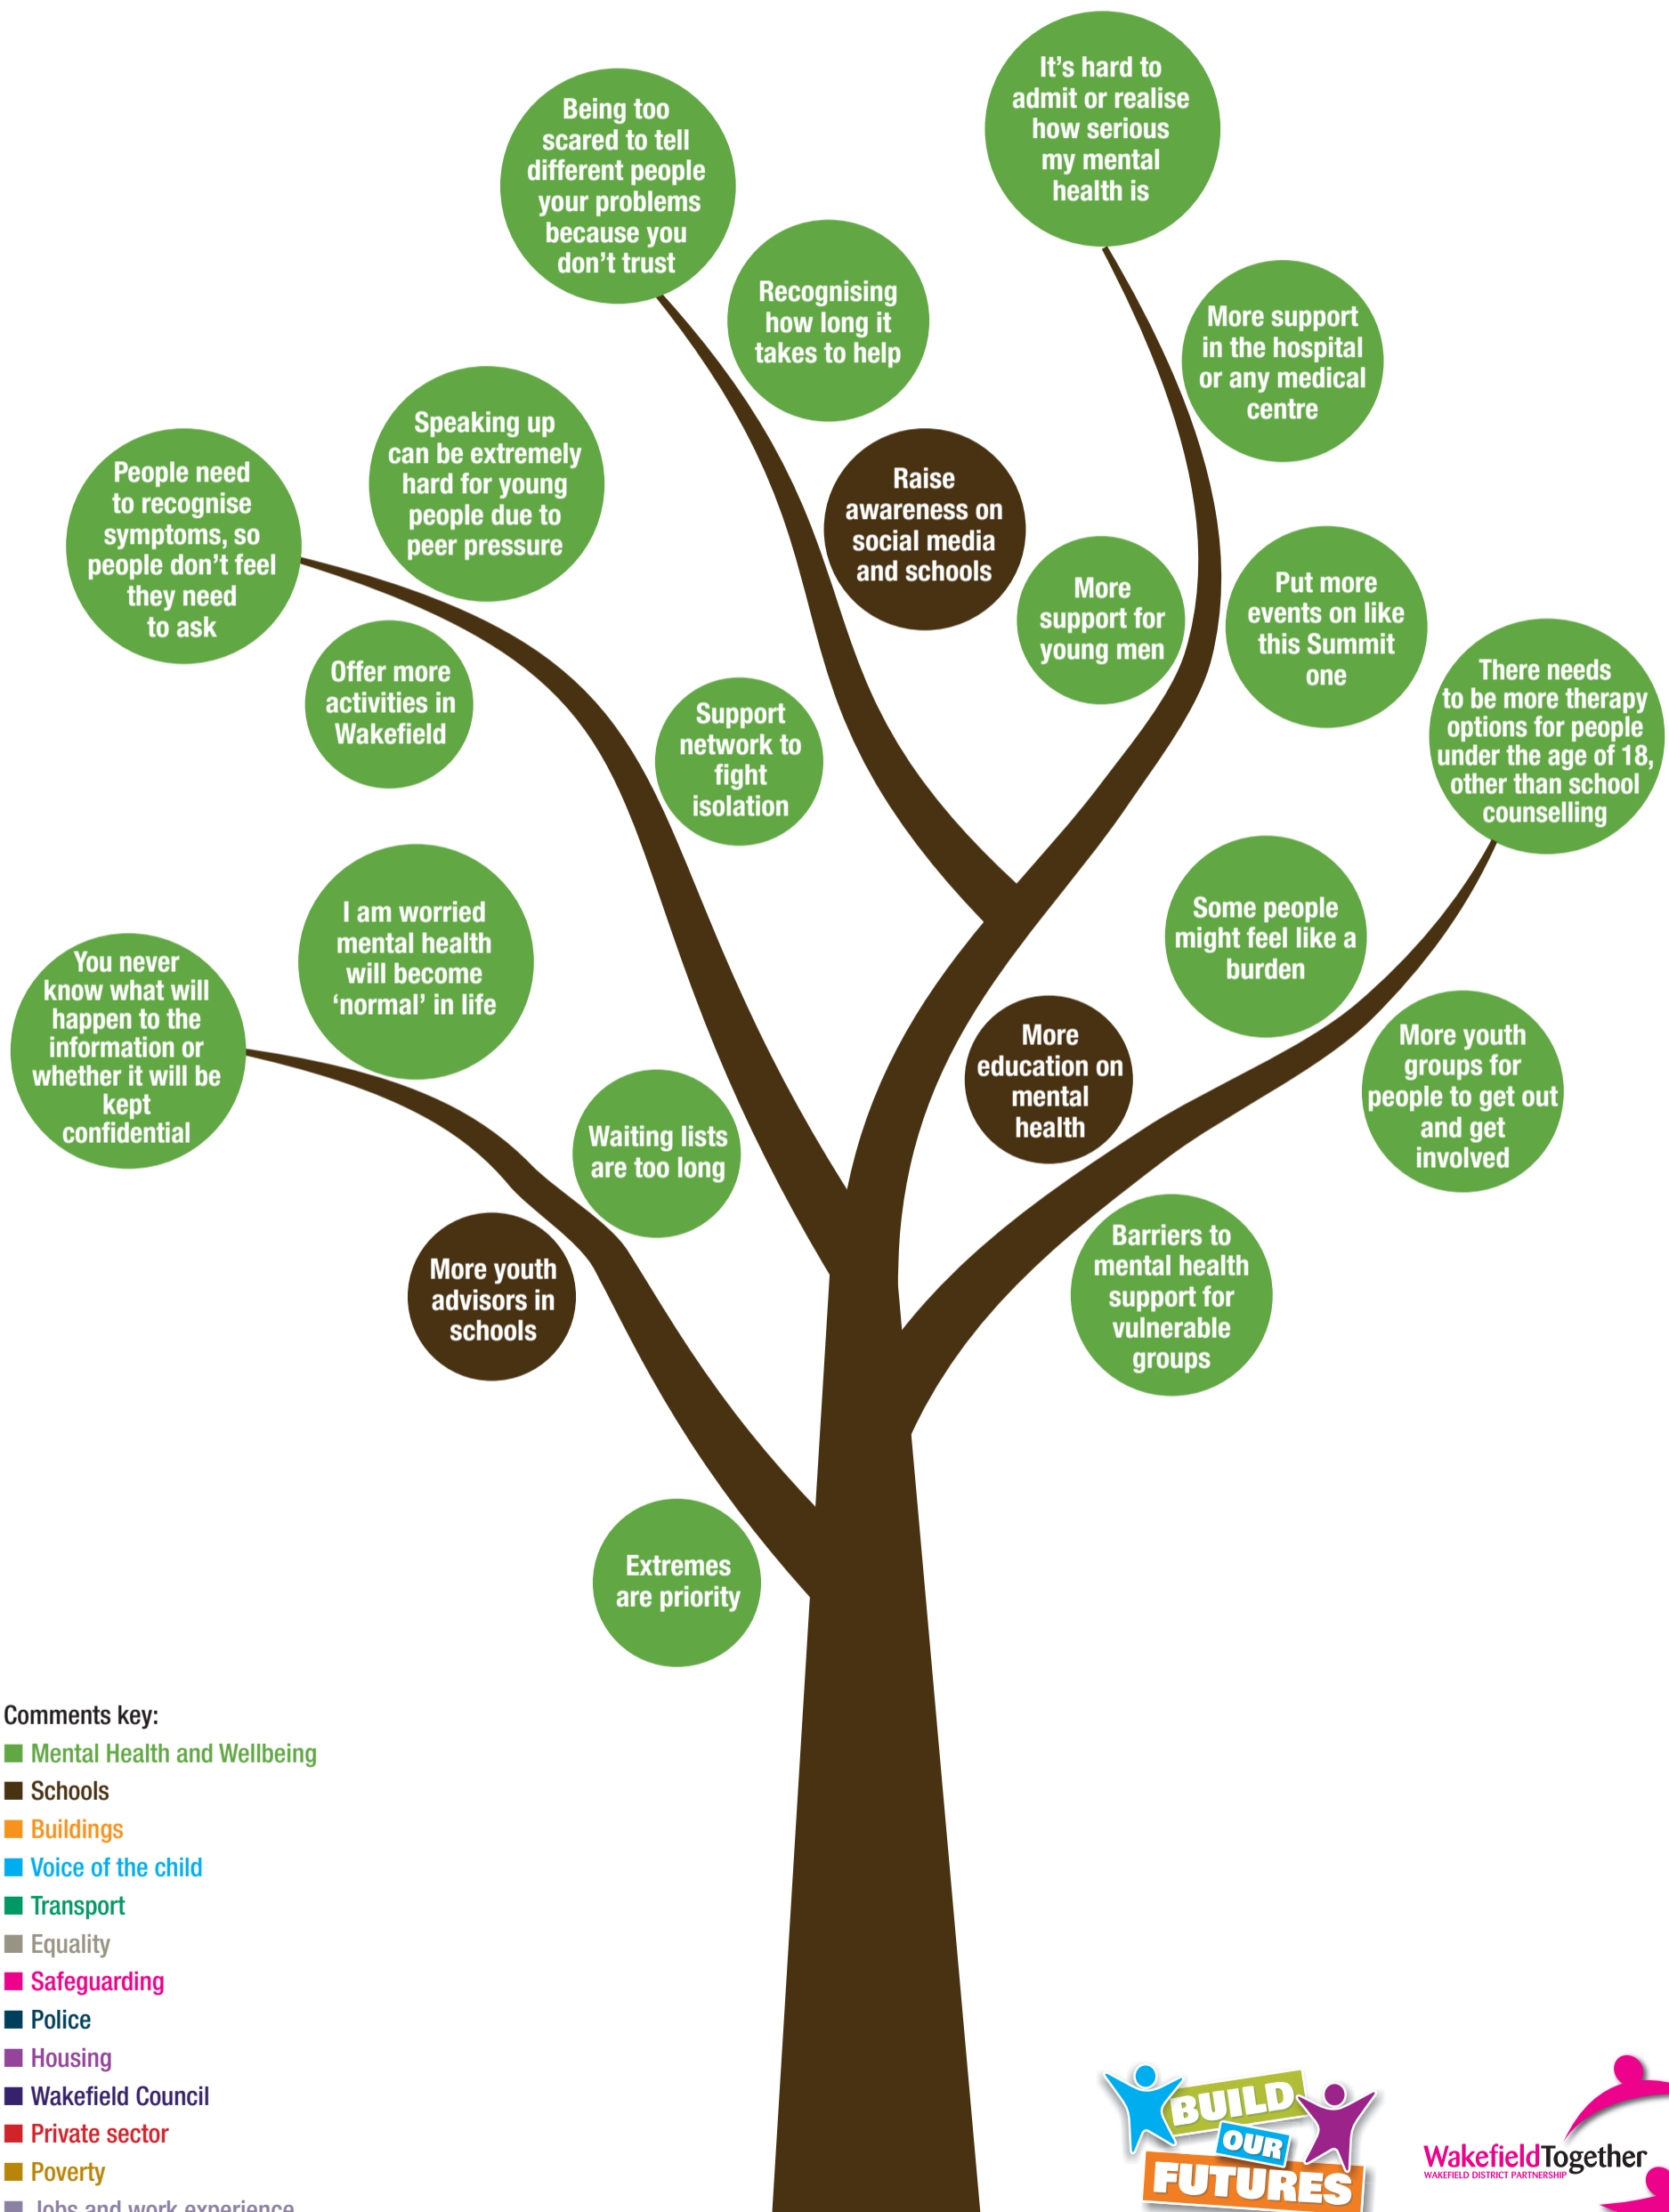 It's hard to
admit or realise
how serious
my mental
health is
Being too
scared to tell
different people
your problems
because you
don't trust
Recognising
how long it
takes to help
More support
in the hospital
or any medical
centre
Speaking up
can be extremely
hard for young
people due to
peer pressure
People need
to recognise
symptoms, so
people don't feel
they need
to ask
Raise
awareness on
social media
and schools
More
support for
young men
Put more
events on like
this Summit
one
There needs
to be more therapy
options for people
under the age of 18,
other than school
counselling
Offer more
activities in
Wakefield
Support
network to
fight
isolation
I am worried
mental health
will become
‘normal’ in life
Some people
might feel like a
burden
You never
know what will
happen to the
information or
whether it will be
kept
confidential
More
education on
mental
health
More youth
groups for
people to get out
and get
involved
Waiting lists
are too long
More youth
advisors in
schools
Barriers to
mental health
support for
vulnerable
groups
Extremes
are priority
Comments key:
Mental Health and Wellbeing
Schools
Buildings
Voice of the child
Transport
Equality
Safeguarding
Police
Housing
Wakefield Council
Private sector
Poverty
Jobs and work experience
BUILD
OUR
FUTURES
WakefieldTogether
WAKEFIELD DISTRICT PARTNERSHIP